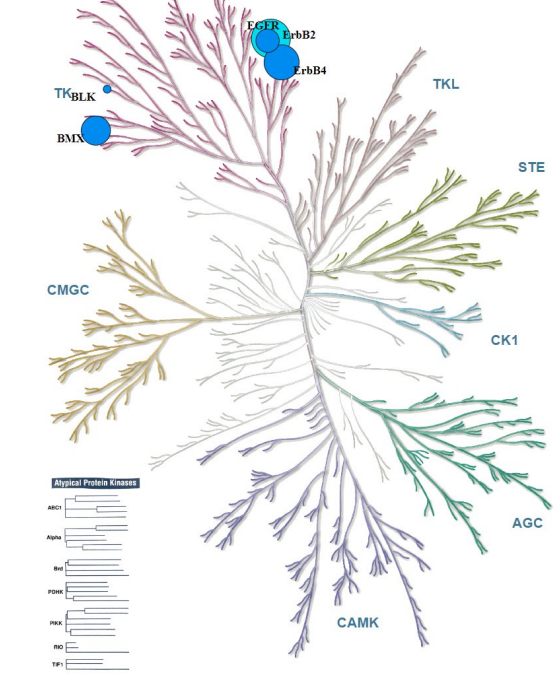 EGFR
ErbB2
ErbB4
TK
BLK
BMX
TKL
STE
CMGC
CK1
AGC
CAMK
Atypical Protein Kinases
ABC1
Alpha
Brd
PDHK
PIKK
RIO
TIF1